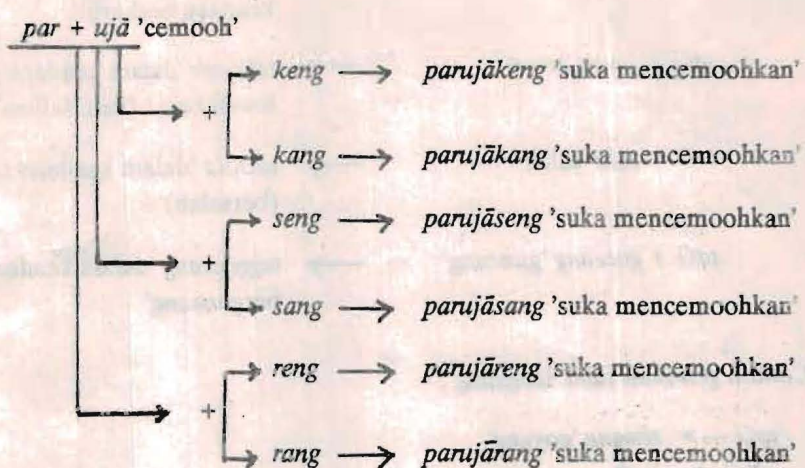 par + ujā 'cemooh'
+ keng → parujākeng 'suka mencemoohkan'
kang → parujākang 'suka mencemoohkan'
+ seng → parujāseng 'suka mencemoohkan'
sang → parujāsang 'suka mencemoohkan'
+ reng → parujāreng 'suka mencemoohkan'
rang → parujārang 'suka mencemoohkan'